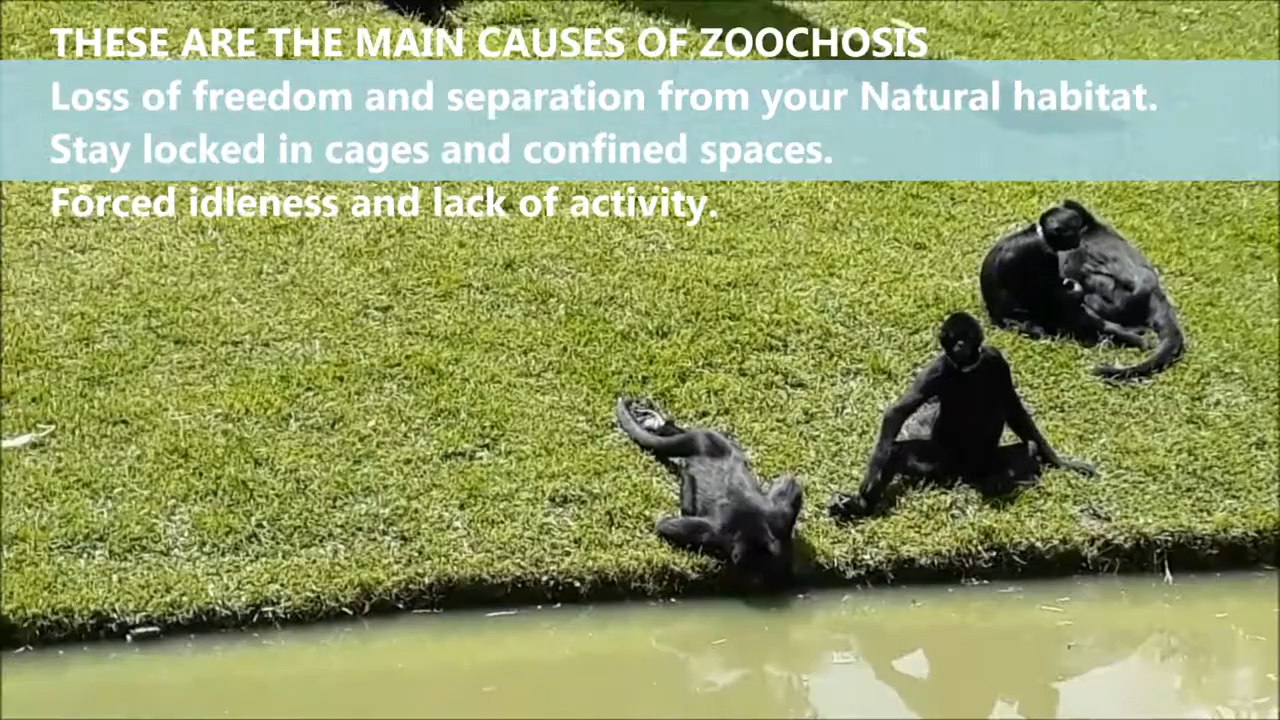 THESE ARE THE MAIN CAUSES OF ZOOCHOSIS
Loss of freedom and separation from your Natural habitat.
Stay locked in cages and confined spaces.
Forced idleness and lack of activity.